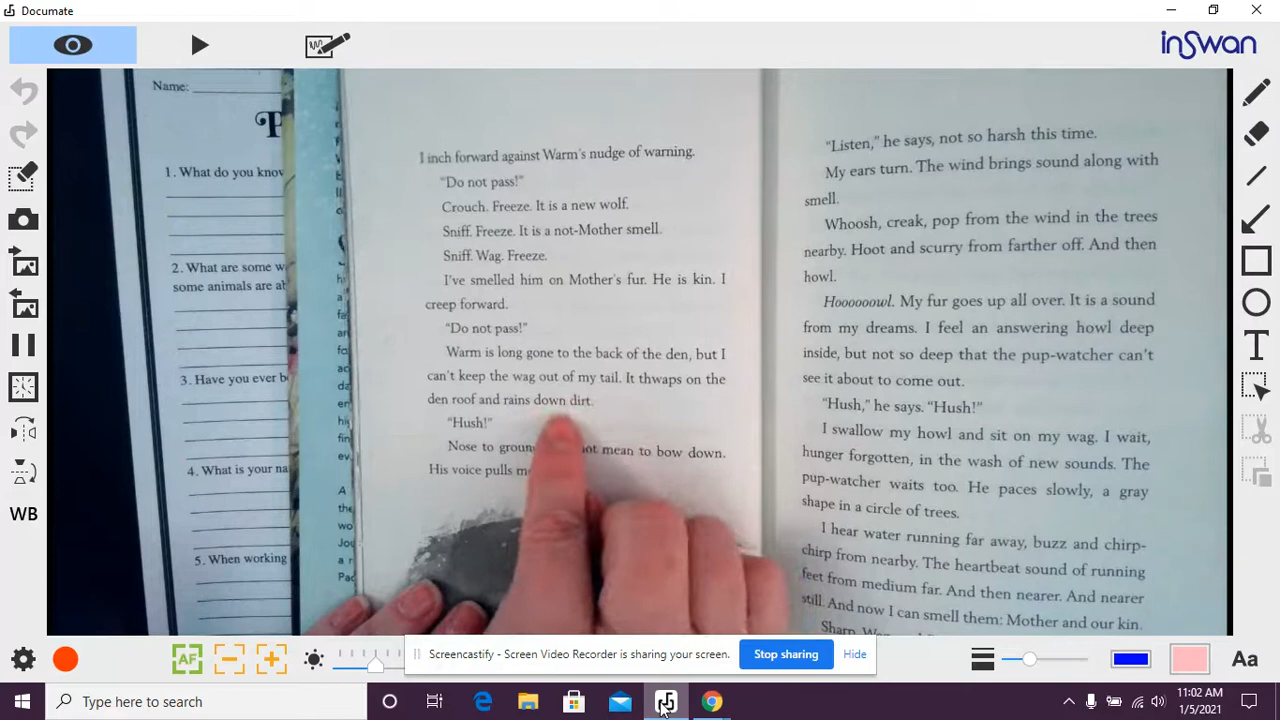 Documate
inswan
Name:
1. What do you know
2. What are some w
some animals are ab
3. Have you ever b
4. What is your na
5. When working
I inch forward against Warm's nudge of warning.
"Do not pass!"
Crouch. Freeze. It is a new wolf.
Sniff. Freeze. It is a not-Mother smell.
Sniff. Wag. Freeze.
I've smelled him on Mother's fur. He is kin. I
creep forward.
"Do not pass!"
Warm is long gone to the back of the den, but I
can't keep the wag out of my tail. It thwaps on the
den roof and rains down dirt.
"Hush!"
Nose to groun ot mean to bow down.
His voice pulls m
"Listen," he says, not so harsh this time.
My ears turn. The wind brings sound along with
smell.
Whoosh, creak, pop from the wind in the trees
nearby. Hoot and scurry from farther off. And then
howl.
Hoooooowl. My fur goes up all over. It is a sound
from my dreams. I feel an answering howl deep
inside, but not so deep that the pup-watcher can't
see it about to come out.
"Hush," he says. "Hush!"
I swallow my howl and sit on my wag. I wait,
hunger forgotten, in the wash of new sounds. The
pup-watcher waits too. He paces slowly, a gray
shape in a circle of trees.
I hear water running far away, buzz and chirp-
chirp from nearby. The heartbeat sound of running
feet from medium far. And then nearer. And nearer
still. And now I can smell them: Mother and our kin.
WB
AF
Screencastify - Screen Video Recorder is sharing your screen.
Stop sharing
Hide
Aa
Type here to search
11:02 AM
1/5/2021